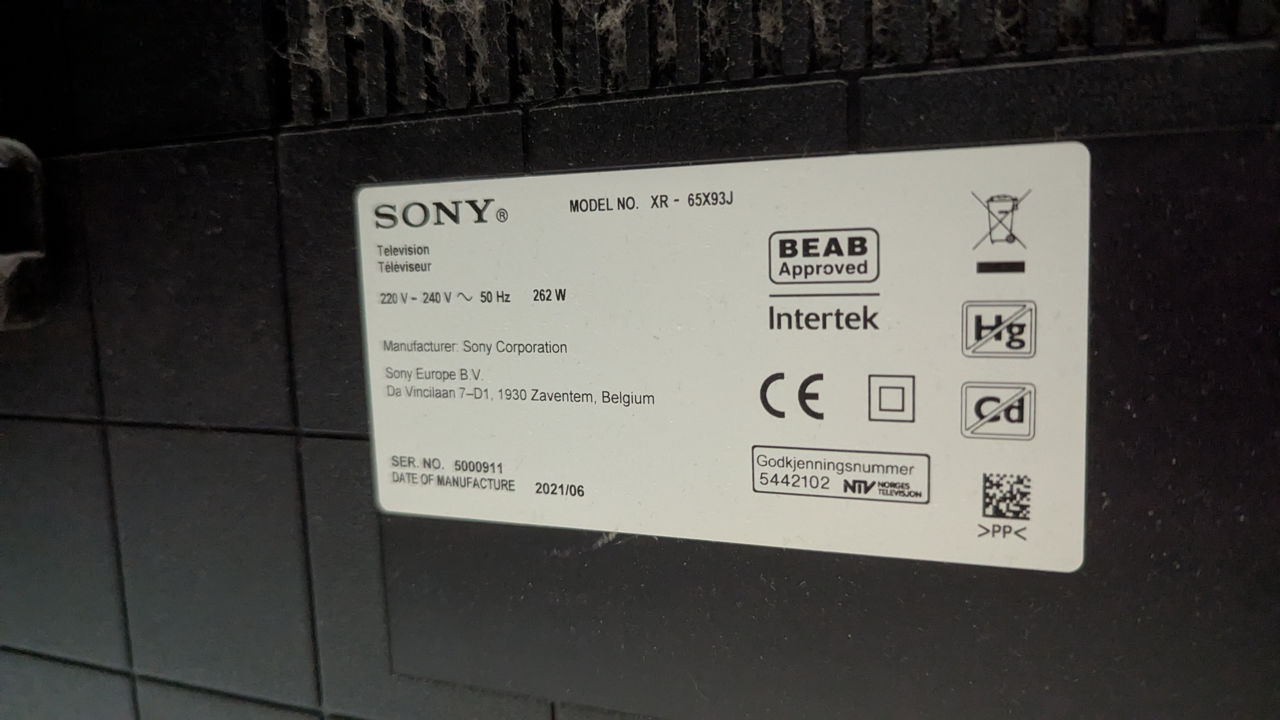 SONY®
MODEL NO. XR - 65X93J
Television
Téléviseur
220 V - 240 V ~ 50 Hz 262 W
Manufacturer: Sony Corporation
Sony Europe B.V.
Da Vincilaan 7–D1, 1930 Zaventem, Belgium
SER. NO. 5000911
DATE OF MANUFACTURE 2021/06
BEAB
Approved
Intertek
CE
Godkjenningsnummer
5442102 NTV NORGES
TELEVISJON
Hg
Cd
>PP<